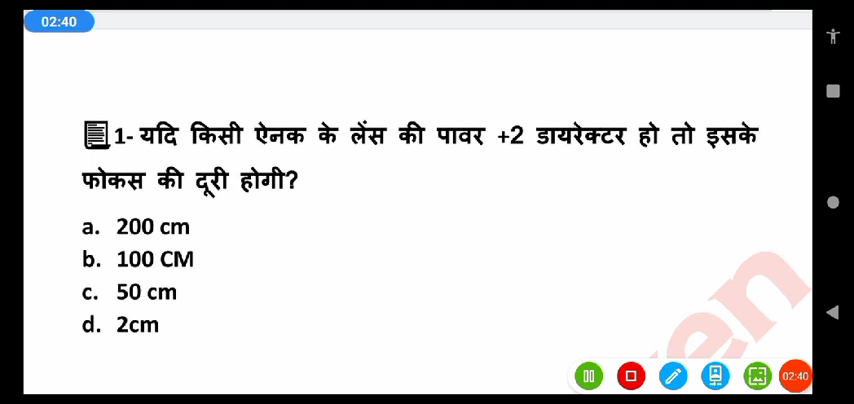 02:40
1- यदि किसी ऐनक के लेंस की पावर +2 डायरेक्टर हो तो इसके
फोकस की दूरी होगी?
a. 200 cm
b. 100 CM
c. 50 cm
d. 2cm
02:40